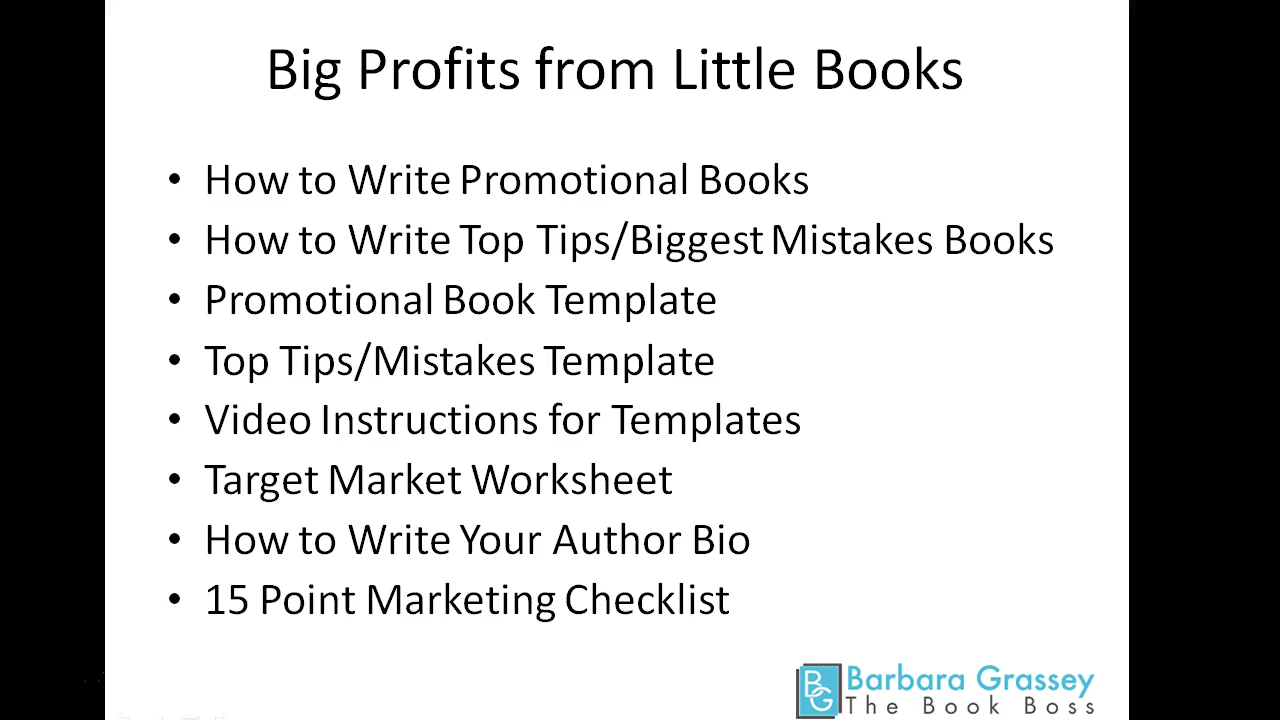 Big Profits from Little Books
• How to Write Promotional Books
• How to Write Top Tips/Biggest Mistakes Books
• Promotional Book Template
• Top Tips/Mistakes Template
• Video Instructions for Templates
• Target Market Worksheet
• How to Write Your Author Bio
• 15 Point Marketing Checklist
BG Barbara Grassey
The Book Boss